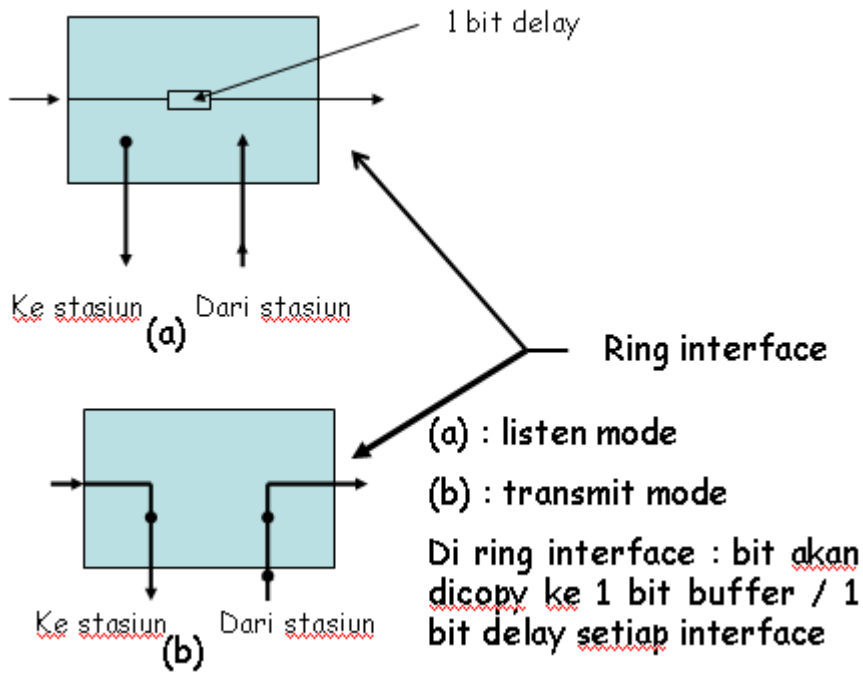 1 bit delay
Ke stasiun
Dari stasiun
(a)
Ring interface
(a) : listen mode
(b) : transmit mode
Di ring interface : bit akan
dicopy ke 1 bit buffer / 1
bit delay setiap interface
Ke stasiun
Dari stasiun
(b)